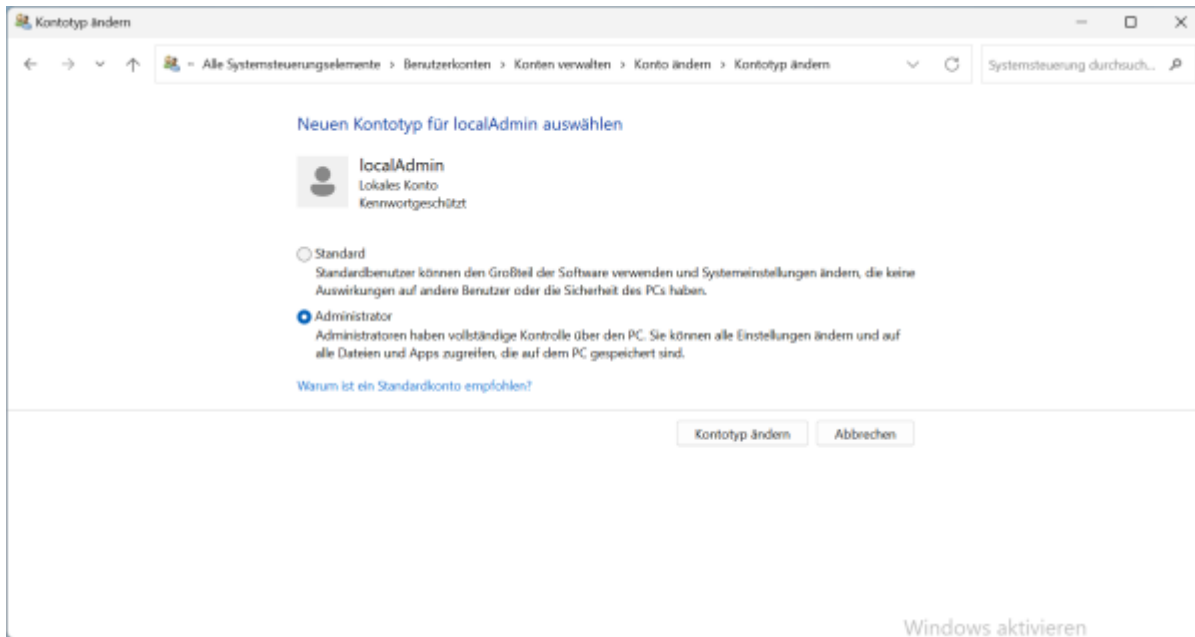 Kontotyp ändern
Alle Systemsteuerungselemente > Benutzerkonten > Konten verwalten > Konto ändern > Kontotyp ändern
Systemsteuerung durchsuch...
Neuen Kontotyp für localAdmin auswählen
localAdmin
Lokales Konto
Kennwortgeschützt
Standard
Standardbenutzer können den Großteil der Software verwenden und Systemeinstellungen ändern, die keine
Auswirkungen auf andere Benutzer oder die Sicherheit des PCs haben.
Administrator
Administratoren haben vollständige Kontrolle über den PC. Sie können alle Einstellungen ändern und auf
alle Dateien und Apps zugreifen, die auf dem PC gespeichert sind.
Warum ist ein Standardkonto empfohlen?
Kontotyp ändern
Abbrechen
Windows aktivieren